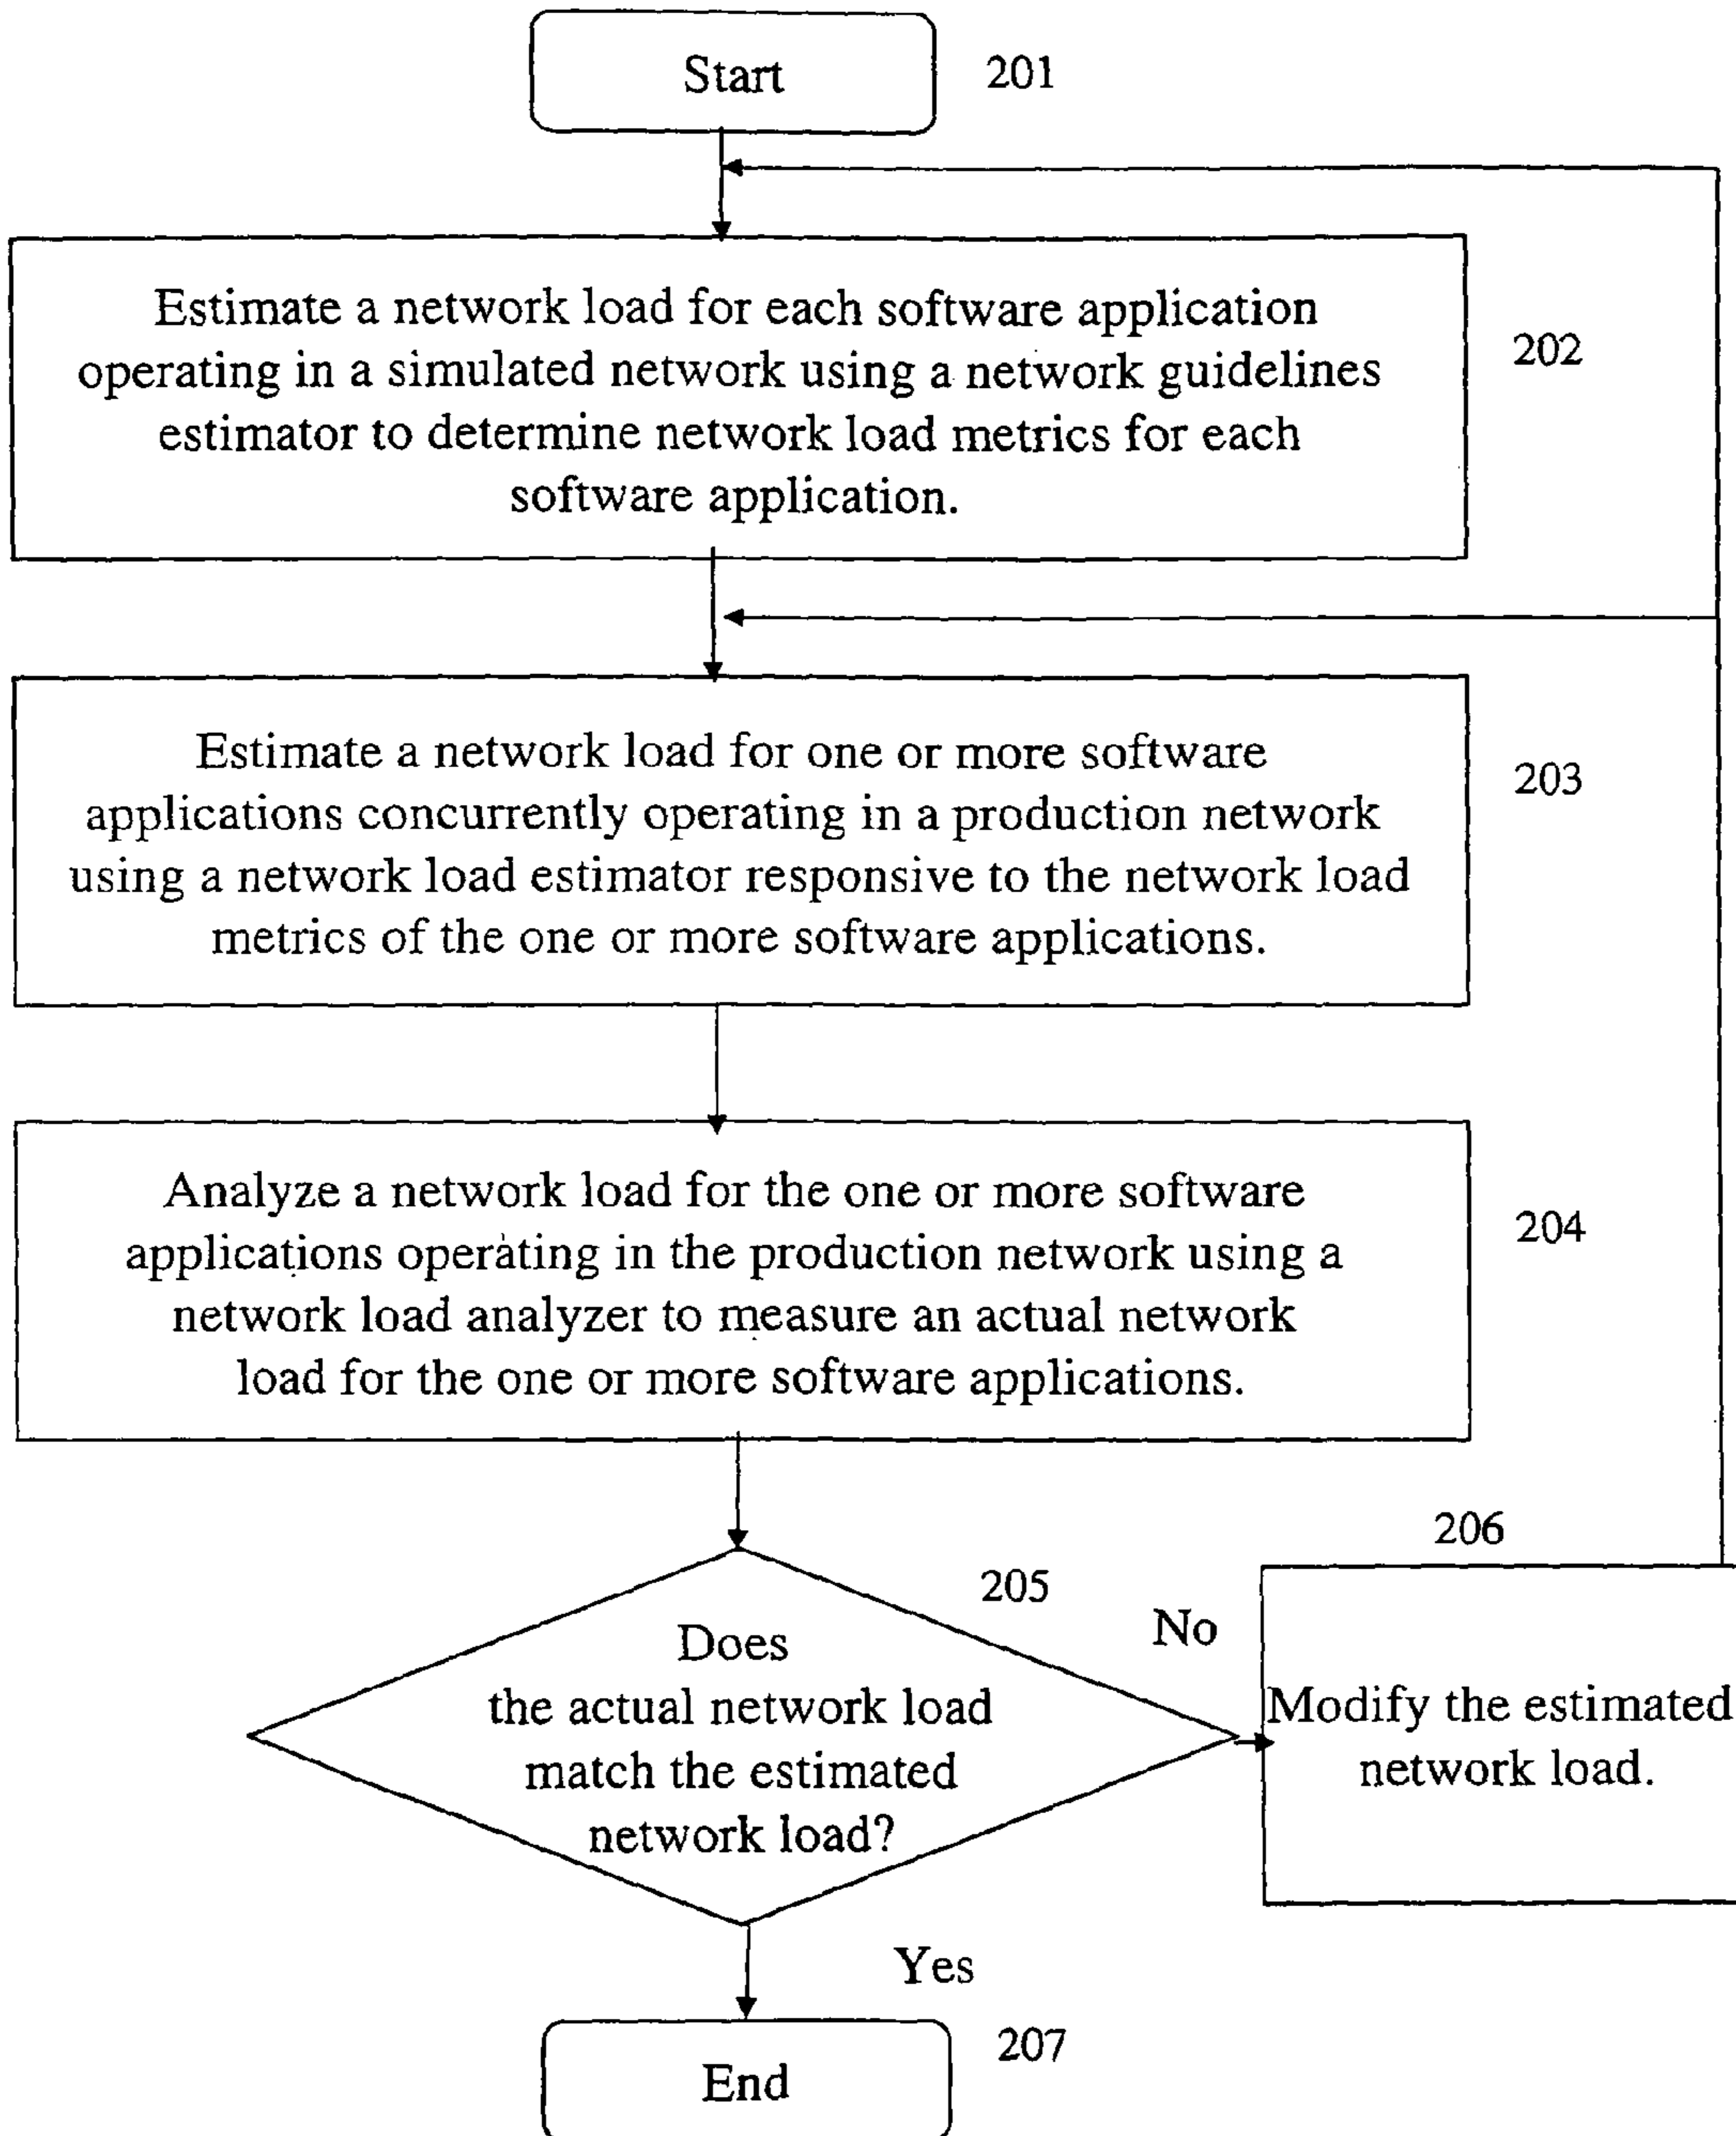 Start
201
Estimate a network load for each software application
operating in a simulated network using a network guidelines
estimator to determine network load metrics for each
software application.
202
Estimate a network load for one or more software
applications concurrently operating in a production network
using a network load estimator responsive to the network load
metrics of the one or more software applications.
203
Analyze a network load for the one or more software
applications operating in the production network using a
network load analyzer to measure an actual network
load for the one or more software applications.
204
205
Does
the actual network load
match the estimated
network load?
No
206
Modify the estimated
network load.
Yes
End
207